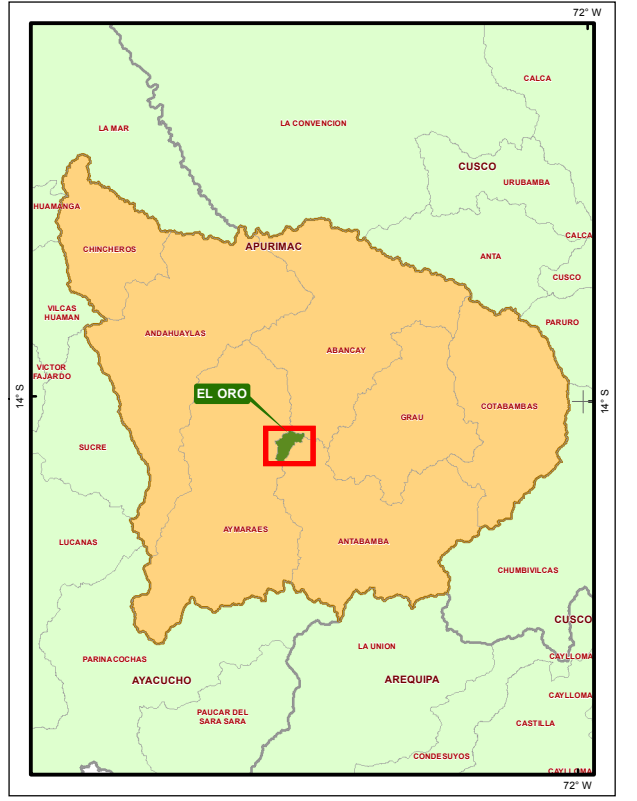 72° W
CALCA
LA CONVENCION
LA MAR
CUSCO
URUBAMBA
HUAMANGA
CALCA
APURIMAC
CHINCHEROS
ANTA
CUSCO
VILCAS
HUAMAN
PARURO
ANDAHUAYLAS
ABANCAY
VICTOR
FAJARDO
14° S
14° S
EL ORO
COTABAMBAS
GRAU
SUCRE
AYMARAES
ANTABAMBA
LUCANAS
CHUMBIVILCAS
CUSCO
LA UNION
CAYLLOMA
PARINACOCHAS
AYACUCHO
AREQUIPA
CAYLLOMA
PAUCAR DEL
SARA SARA
CASTILLA
CONDESUYOS
CAYLLOMA
72° W